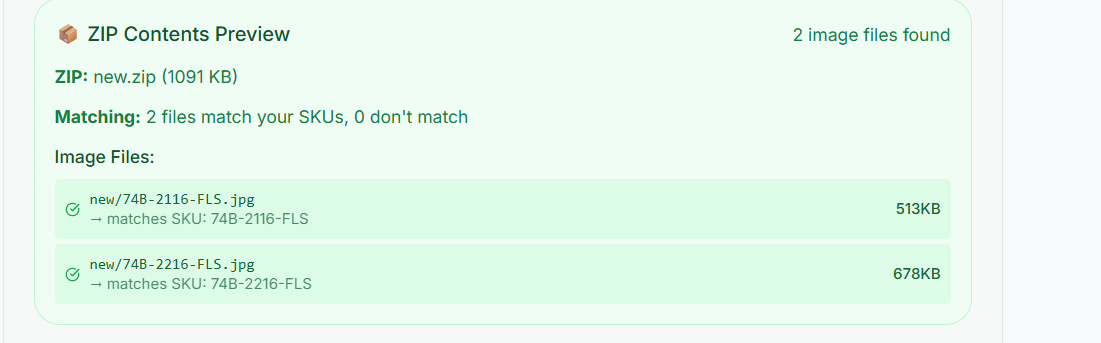 ZIP Contents Preview
2 image files found
ZIP: new.zip (1091 KB)
Matching: 2 files match your SKUs, 0 don't match
Image Files:
new/74B-2116-FLS.jpg
→ matches SKU: 74B-2116-FLS
513KB
new/74B-2216-FLS.jpg
→ matches SKU: 74B-2216-FLS
678KB